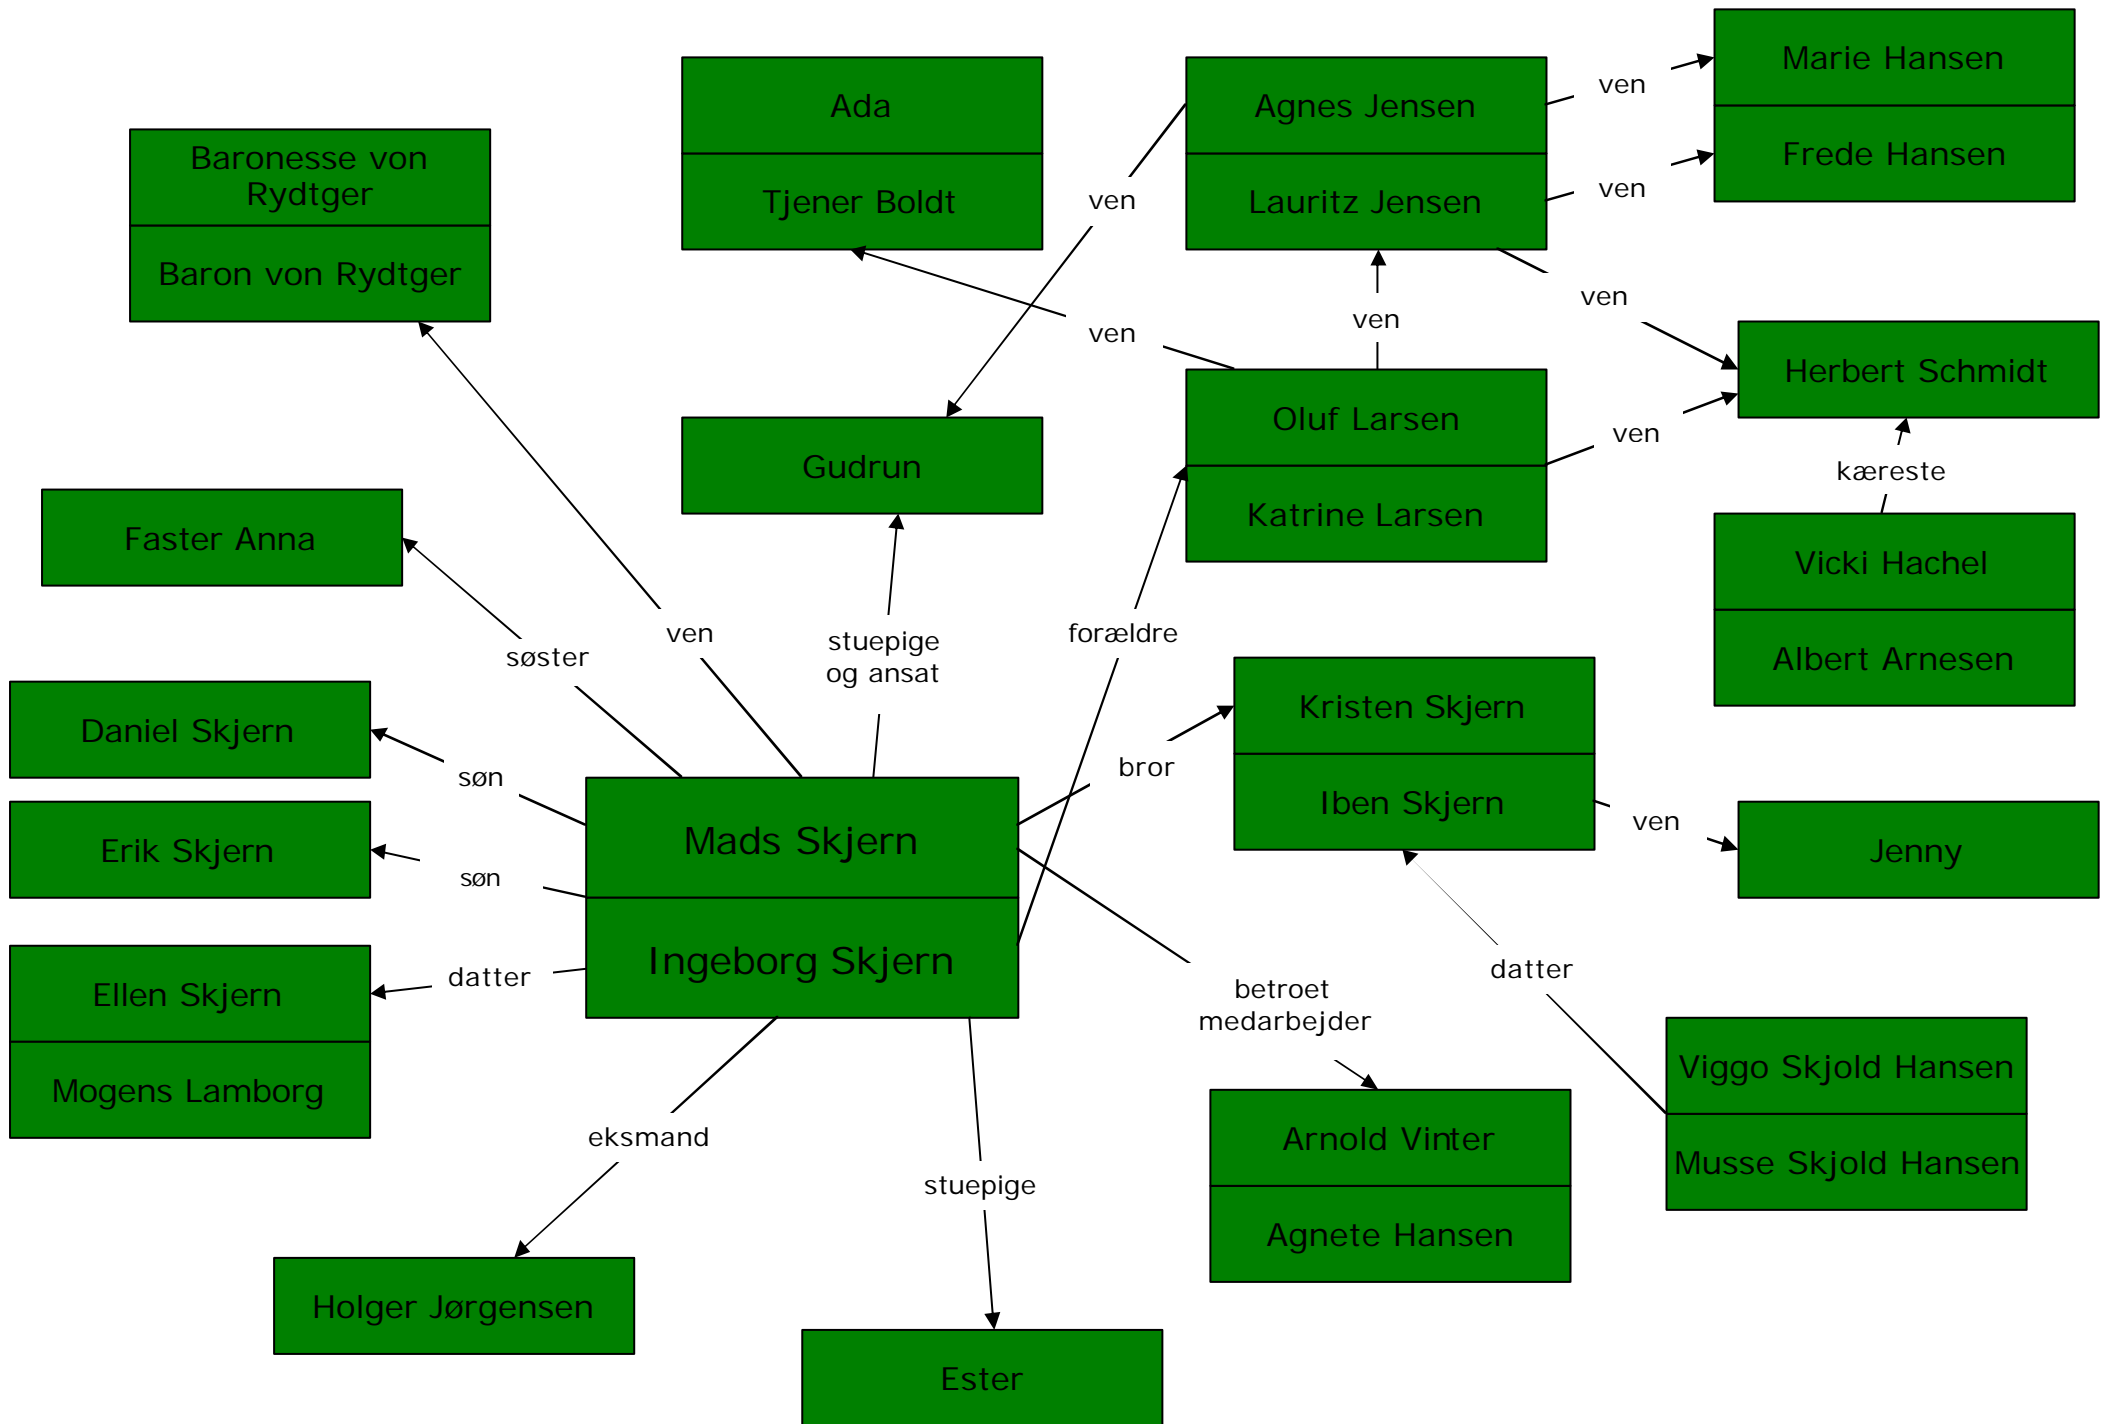 Marie Hansen
Frede Hansen
ven
ven
Agnes Jensen
Lauritz Jensen
Ada
Tjener Boldt
Baronesse von
Rydtger
Baron von Rydtger
ven
ven
ven
ven
Herbert Schmidt
Oluf Larsen
Katrine Larsen
ven
Gudrun
kæreste
Faster Anna
Vicki Hachel
Albert Arnesen
søster
ven
stuepige
og ansat
forældre
Kristen Skjern
Iben Skjern
Daniel Skjern
søn
bror
ven
Jenny
Erik Skjern
søn
Mads Skjern
Ingeborg Skjern
Ellen Skjern
Mogens Lamborg
datter
betroet
medarbejder
datter
Viggo Skjold Hansen
Musse Skjold Hansen
eksmand
stuepige
Arnold Vinter
Agnete Hansen
Holger Jørgensen
Ester